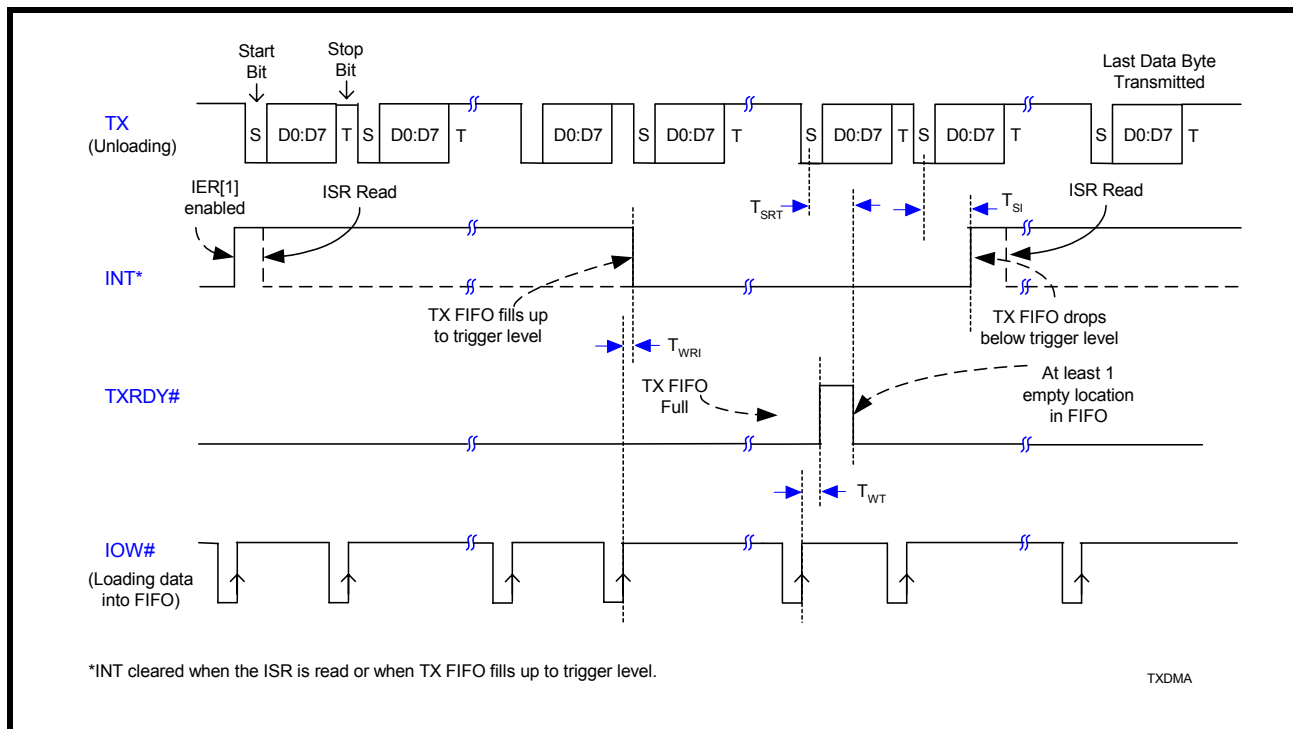 Start
Bit
Stop
Bit
Last Data Byte
Transmitted
TX
(Unloading)
S D0:D7 T S D0:D7 T D0:D7 S D0:D7 T S D0:D7 T S D0:D7 T S D0:D7 T
IER[1]
enabled
ISR Read
TSRT
TSI
ISR Read
INT*
TX FIFO fills up
to trigger level
TX FIFO drops
below trigger level
TWRI
TXRDY#
TX FIFO
Full
At least 1
empty location
in FIFO
TWT
IOW#
(Loading data
into FIFO)
*INT cleared when the ISR is read or when TX FIFO fills up to trigger level.
TXDMA